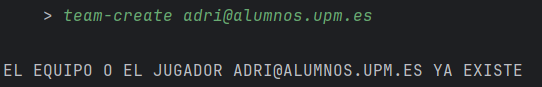 > team-create adri@alumnos.upm.es
EL EQUIPO O EL JUGADOR ADRI@ALUMNOS.UPM.ES YA EXISTE